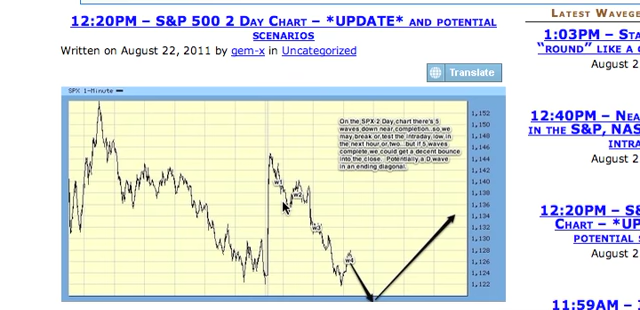 12:20PM – S&P 500 2 Day Chart – *UPDATE* and potential
scenarios
Written on August 22, 2011 by gem-x in Uncategorized
Translate
SPX 1-Minute
On the SPX 2 Day chart there's 5
waves down near completion..so we
may break or test the intraday low in
the next hour or two...but if 5 waves
complete we could get a decent bounce
into the close. Potentially a D wave
in an ending diagonal.
w1
w2
w3
w4
1,152
1,150
1,148
1,146
1,144
1,142
1,140
1,138
1,136
1,134
1,132
1,130
1,128
1,126
1,124
1,122
Latest Wavege
1:03PM – Sta
"round" like a c
August 2
12:40PM – Nea
in the S&P, NAS
intra
August 2
12:20PM – S&
Chart – *UP
potential s
August 2
11:59AM –